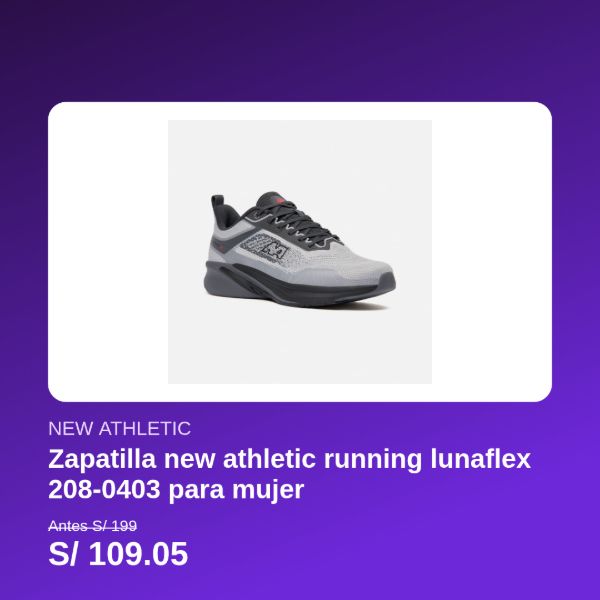 NEW ATHLETIC
Zapatilla new athletic running lunaflex
208-0403 para mujer
Antes S/ 199
S/ 109.05